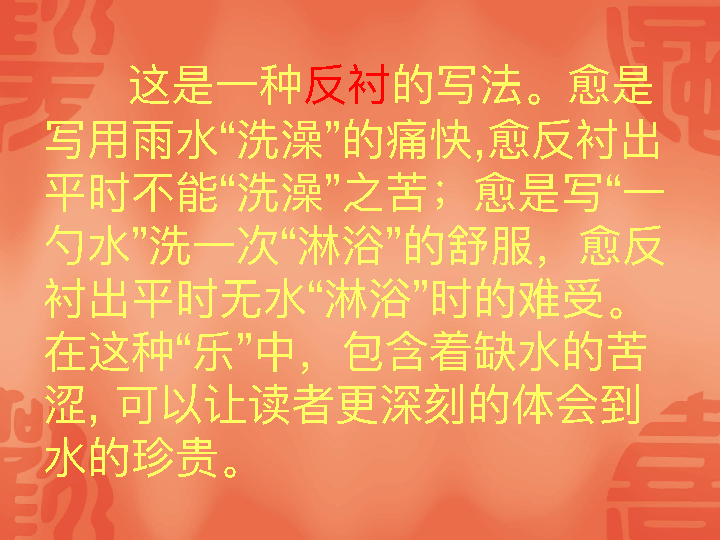 这是一种反衬的写法。愈是
写用雨水“洗澡”的痛快,愈反衬出
平时不能“洗澡”之苦；愈是写“一
勺水”洗一次“淋浴”的舒服，愈反
衬出平时无水“淋浴”时的难受。
在这种“乐”中，包含着缺水的苦
涩, 可以让读者更深刻的体会到
水的珍贵。